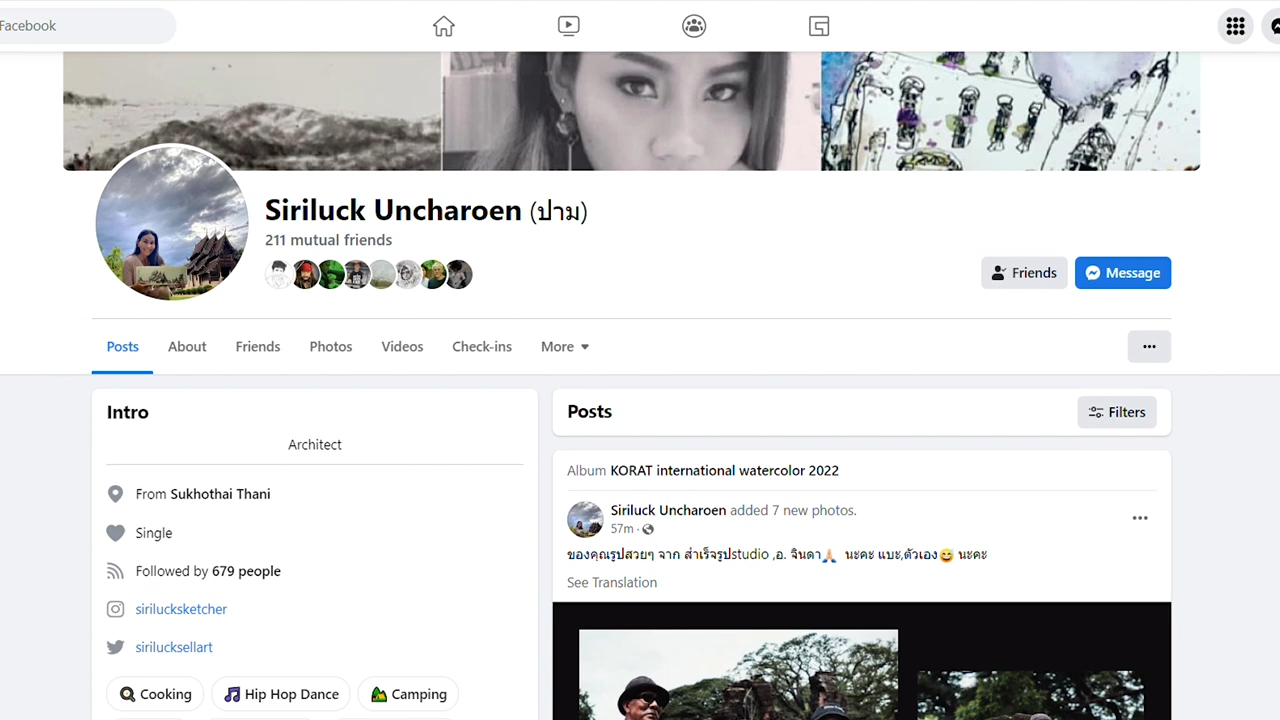 Facebook
Siriluck Uncharoen (ปาม)
211 mutual friends
Friends
Message
Posts
About
Friends
Photos
Videos
Check-ins
More
Intro
Architect
From Sukhothai Thani
Single
Followed by 679 people
sirilucksketcher
sirilucksellart
Cooking
Hip Hop Dance
Camping
Posts
Filters
Album KORAT international watercolor 2022
Siriluck Uncharoen added 7 new photos.
57m ·
ของคุณรูปสวยๆ จาก สำเร็จรูปstudio ,อ. จินดา🙏🏻 นะคะ แบะ,ตัวเอง😅 นะคะ
See Translation